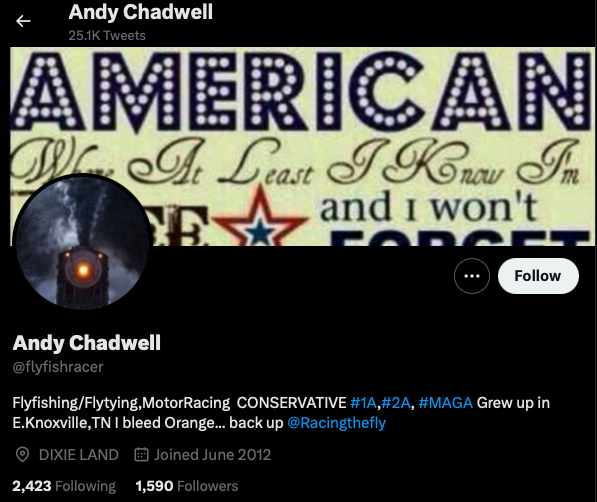 Andy Chadwell
25.1K Tweets
AMERICAN
Where At Least I Know I'm
and I won't
FORGET
Follow
Andy Chadwell
@flyfishracer
Flyfishing/Flytying,MotorRacing CONSERVATIVE #1A,#2A, #MAGA Grew up in
E.Knoxville,TN I bleed Orange... back up @Racingthefly
DIXIE LAND Joined June 2012
2,423 Following 1,590 Followers